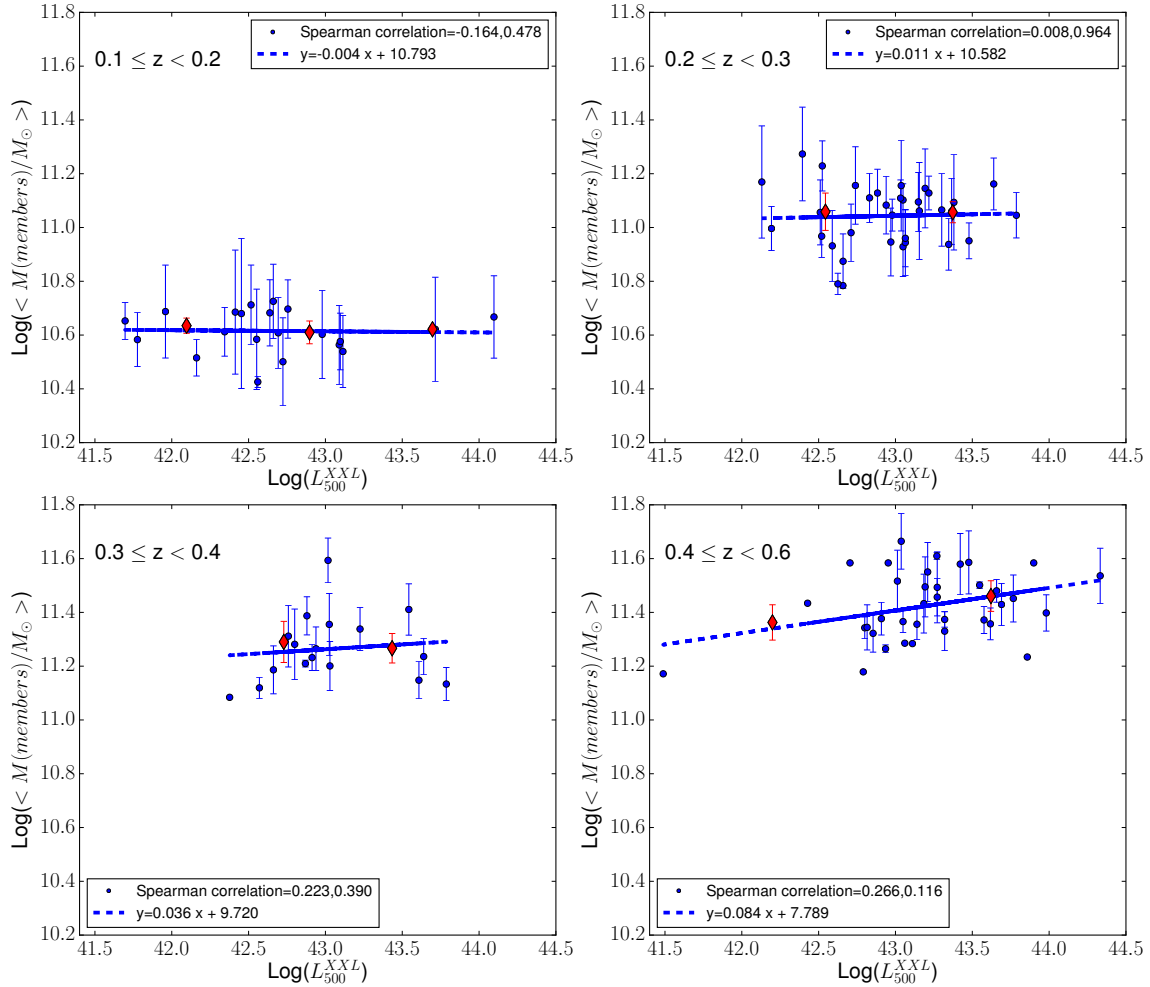 11.8
11.6
11.4
11.2
11.0
10.8
10.6
10.4
10.2
Log(< M(members)/M⊙ >)
0.1 ≤ z < 0.2
Spearman correlation=-0.164,0.478
y=-0.004 x + 10.793
41.5 42.0 42.5 43.0 43.5 44.0 44.5
Log(L_{500}^{XXL})
11.8
11.6
11.4
11.2
11.0
10.8
10.6
10.4
10.2
Log(< M(members)/M⊙ >)
0.2 ≤ z < 0.3
Spearman correlation=0.008,0.964
y=0.011 x + 10.582
41.5 42.0 42.5 43.0 43.5 44.0 44.5
Log(L_{500}^{XXL})
11.8
11.6
11.4
11.2
11.0
10.8
10.6
10.4
10.2
Log(< M(members)/M⊙ >)
0.3 ≤ z < 0.4
Spearman correlation=0.223,0.390
y=0.036 x + 9.720
41.5 42.0 42.5 43.0 43.5 44.0 44.5
Log(L_{500}^{XXL})
11.8
11.6
11.4
11.2
11.0
10.8
10.6
10.4
10.2
Log(< M(members)/M⊙ >)
0.4 ≤ z < 0.6
Spearman correlation=0.266,0.116
y=0.084 x + 7.789
41.5 42.0 42.5 43.0 43.5 44.0 44.5
Log(L_{500}^{XXL})